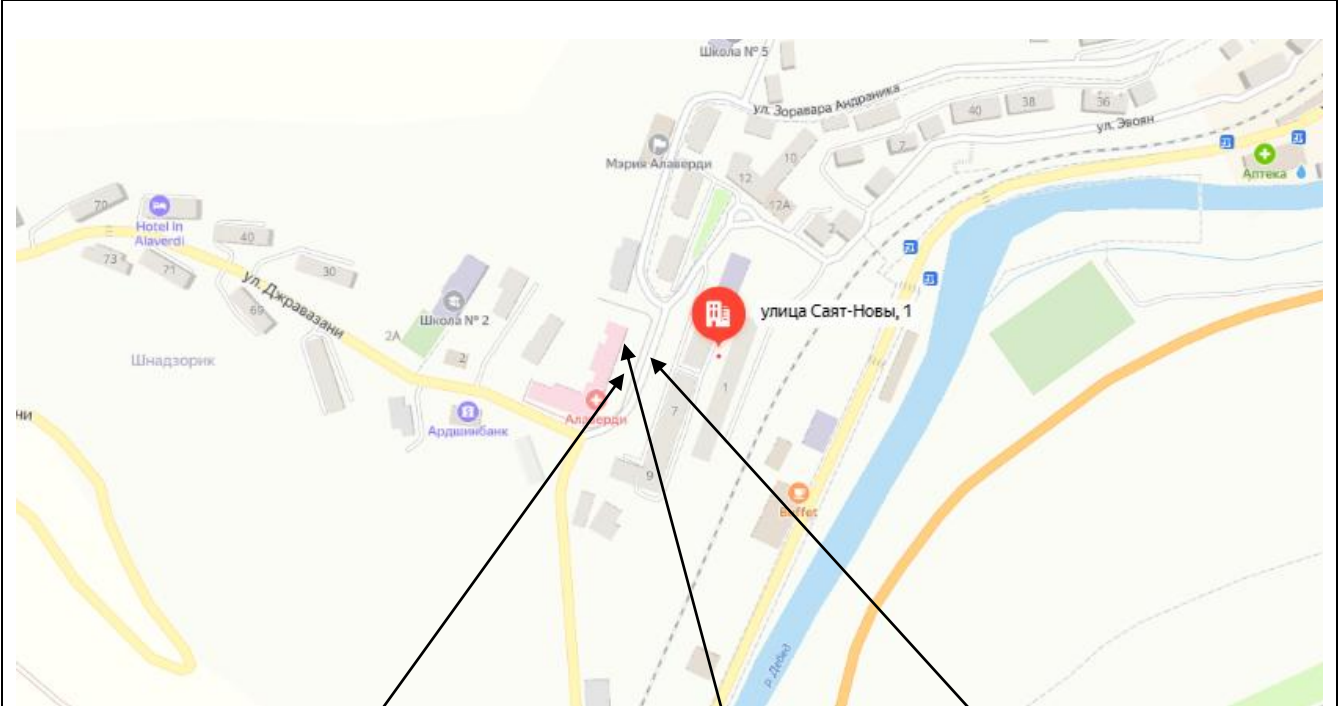 Школа № 5
ул. Зоравара Андраника
40
38
36
ул. Эвоян
7
Аптека
Мэрия Алаверди
10
12
12А
2
70
Hotel In
Alaverdi
40
73
71
30
69
ул. Джравазани
Школа № 2
2А
2
улица Саят-Новы, 1
Шнадзорик
1
7
Алаверди
Ардшинбанк
чи
9
Buffet
р. Дебед